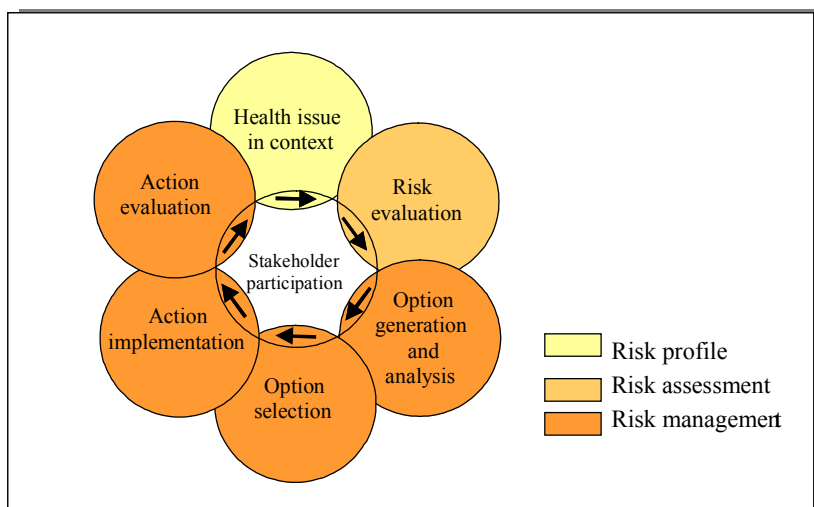 Health issue
in context
Risk
evaluation
Option
generation
and
analysis
Option
selection
Action
implementation
Action
evaluation
Stakeholder
participation
Risk profile
Risk assessment
Risk management